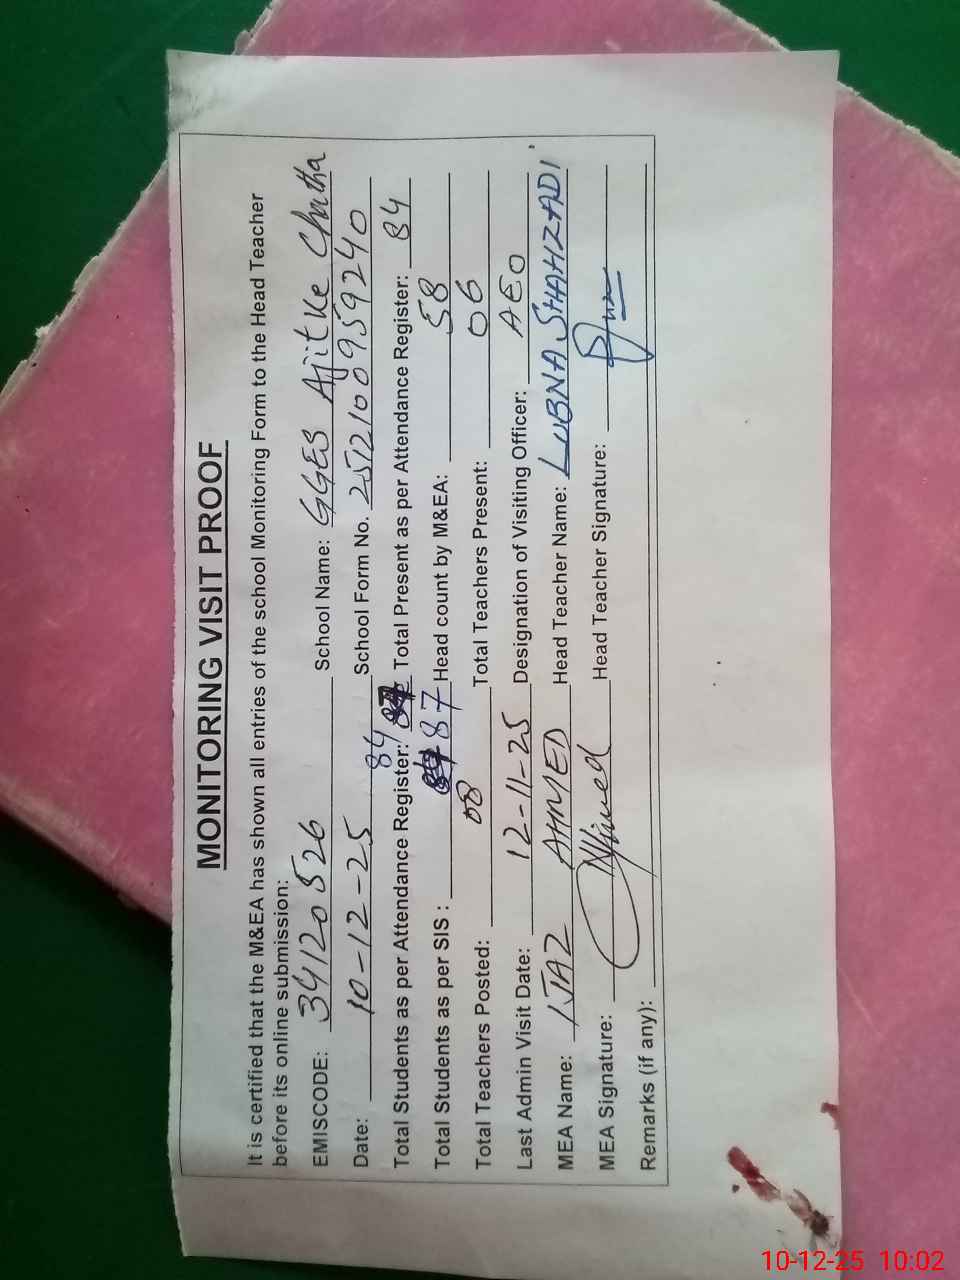 MONITORING VISIT PROOF
It is certified that the M&EA has shown all entries of the school Monitoring Form to the Head Teacher
before its online submission:
EMISCODE: 34120526 School Name: GGES Ajitke Chatha
Date: 10-12-25 School Form No. 2512100959240
Total Students as per Attendance Register: 84 Total Present as per Attendance Register: 84
Total Students as per SIS : 87 Head count by M&EA: 58
Total Teachers Posted: 08 Total Teachers Present: 06
Last Admin Visit Date: 12-11-25 Designation of Visiting Officer: AEO
MEA Name: IJAZ AHMED Head Teacher Name: LUBNA SHAHZADI
MEA Signature: Head Teacher Signature:
Remarks (if any):
10-12-25 10:02